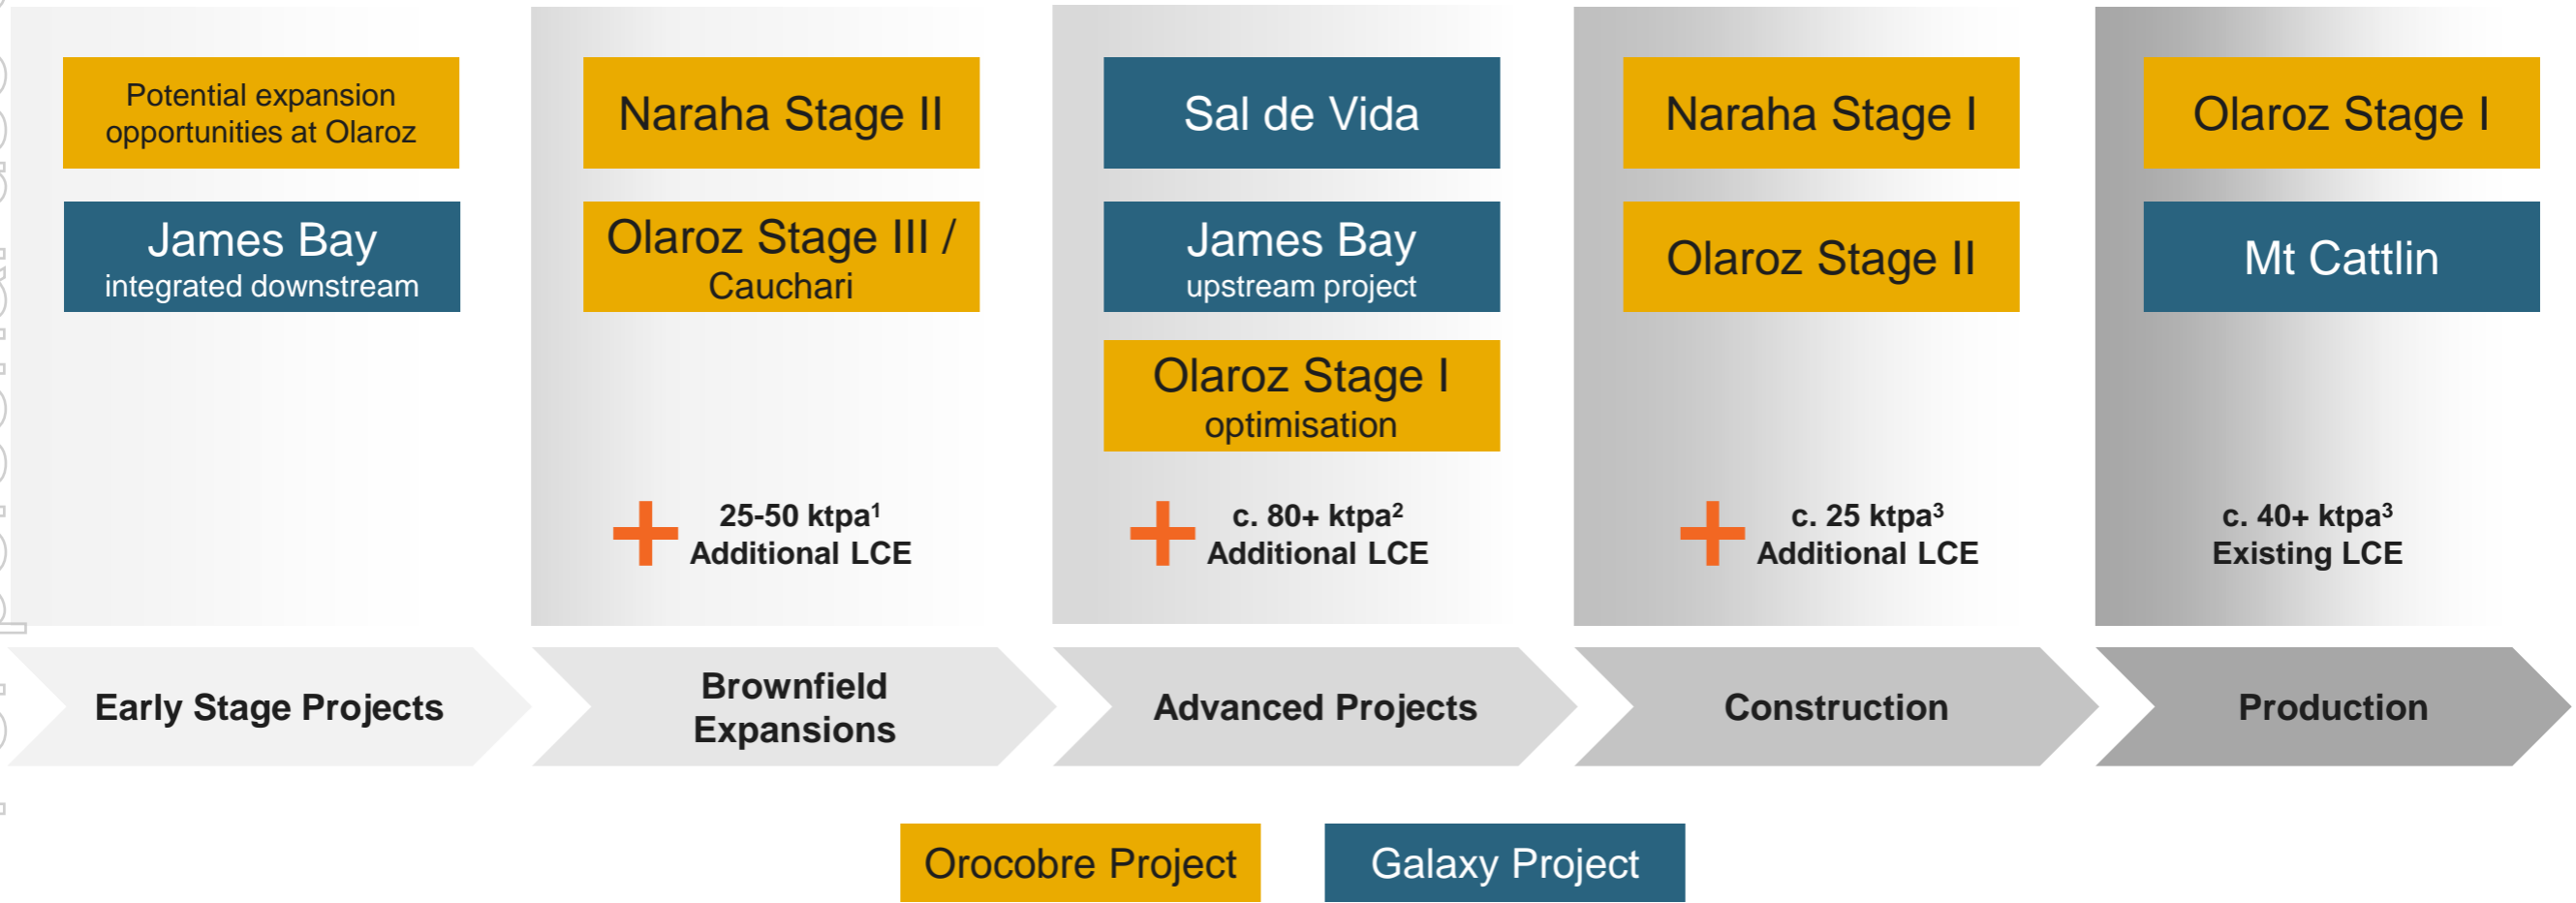 Potential expansion
opportunities at Olaroz
James Bay
integrated downstream
Naraha Stage II
Olaroz Stage III /
Cauchari
25-50 ktpa¹
Additional LCE
Sal de Vida
James Bay
upstream project
Olaroz Stage I
optimisation
c. 80+ ktpa²
Additional LCE
Naraha Stage I
Olaroz Stage II
c. 25 ktpa³
Additional LCE
Olaroz Stage I
Mt Cattlin
c. 40+ ktpa³
Existing LCE
Early Stage Projects
Brownfield
Expansions
Advanced Projects
Construction
Production
Orocobre Project
Galaxy Project